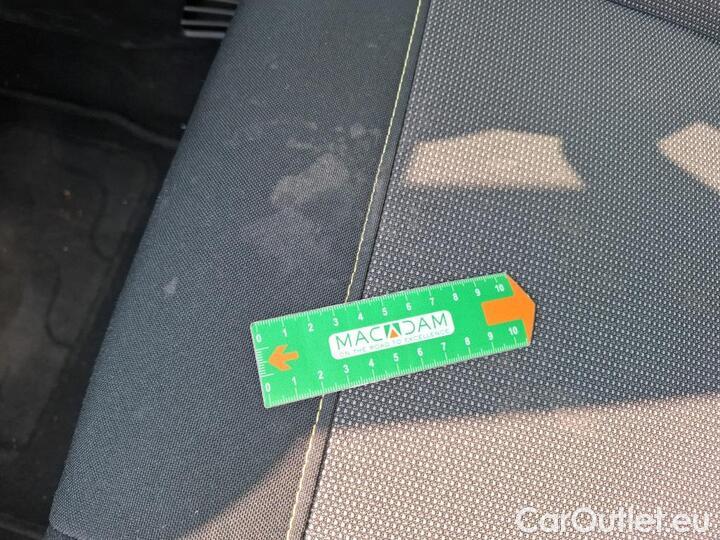 0 1 2 3 4 5 6 7 8 9 10
MACADAM
ON THE ROAD TO EXCELLENCE
0 1 2 3 4 5 6 7 8 9 10
CarOutlet.eu